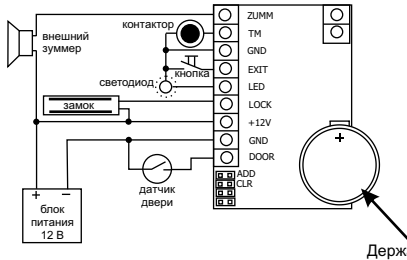 контактор
внешний
зуммер
кнопка
светодиод
замок
ZUMM
TM
GND
EXIT
LED
LOCK
+12V
GND
DOOR
ADD
CLR
+
датчик
двери
+ −
блок
питания
12 В
Держ